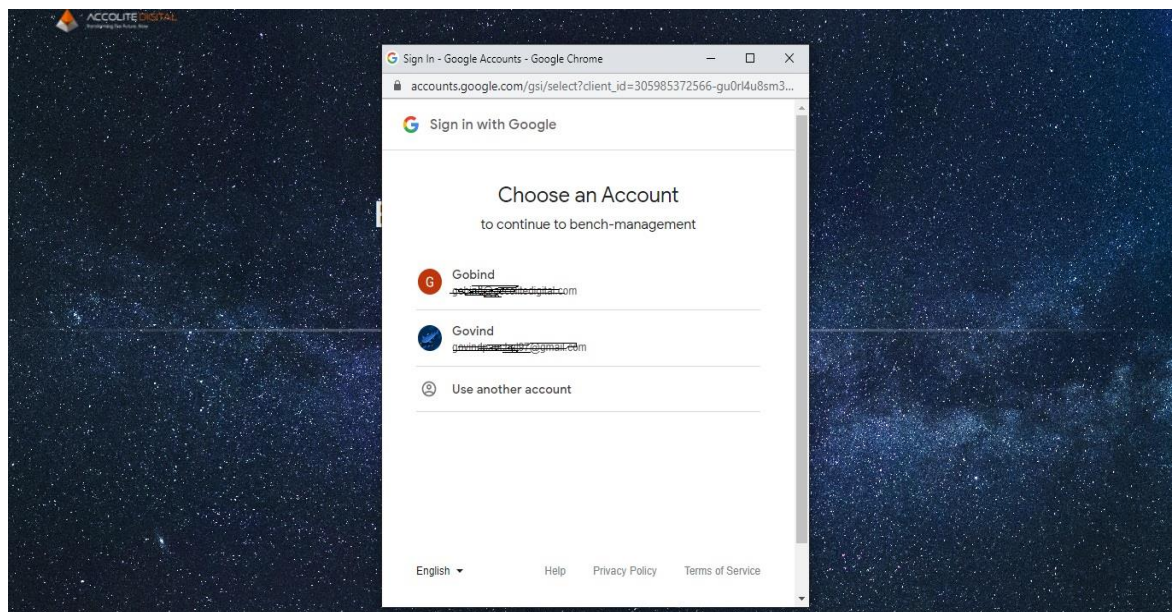 ACCOLITE DIGITAL
Sign In - Google Accounts - Google Chrome
accounts.google.com/gsi/select?client_id=305985372566-gu0rl4u8sm3...
Sign in with Google
Choose an Account
to continue to bench-management
Gobind
Govind
@gmail.com
Use another account
English
Help Privacy Policy Terms of Service